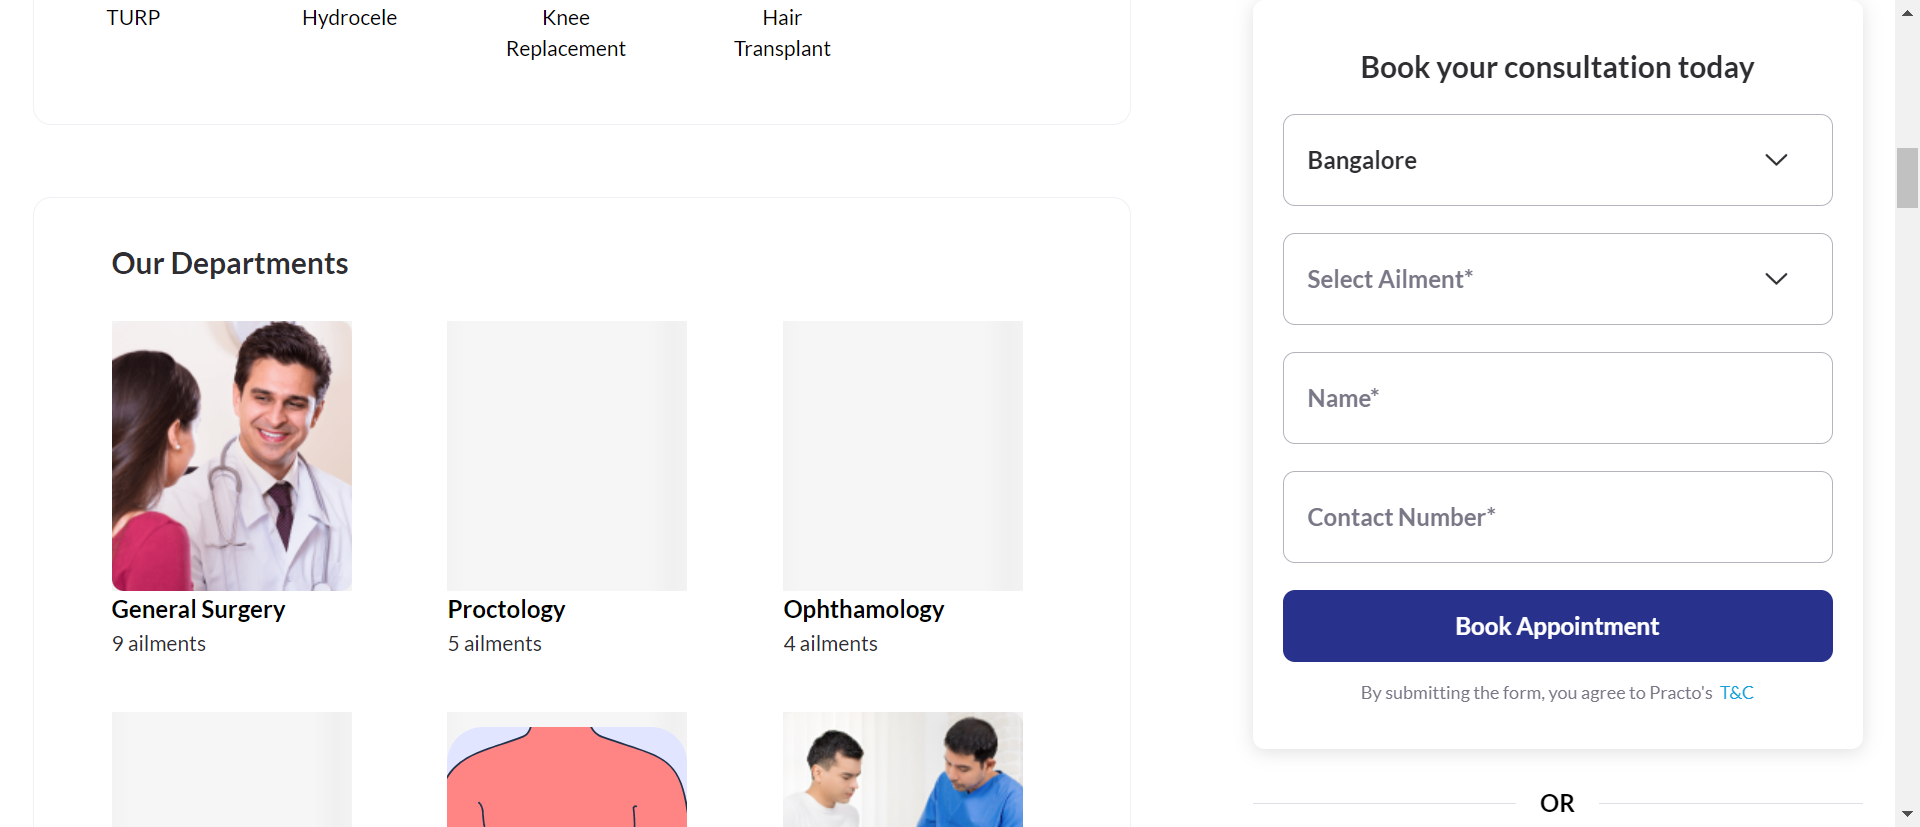 TURP
Hydrocele
Knee
Replacement
Hair
Transplant
Our Departments
General Surgery
9 ailments
Proctology
5 ailments
Ophthamology
4 ailments
Book your consultation today
Bangalore
Select Ailment*
Name*
Contact Number*
Book Appointment
By submitting the form, you agree to Practo's T&C
OR